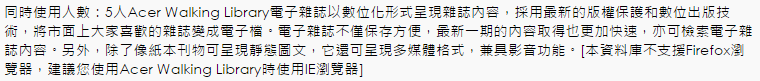 同時使用人數：5人Acer Walking Library電子雜誌以數位化形式呈現雜誌內容，採用最新的版權保護和數位出版技
術，將市面上大家喜歡的雜誌變成電子檔。電子雜誌不僅保存方便，最新一期的內容取得也更加快速，亦可檢索電子雜
誌內容。另外，除了像紙本刊物可呈現靜態圖文，它還可呈現多媒體格式，兼具影音功能。[本資料庫不支援Firefox瀏
覽器，建議您使用Acer Walking Library時使用IE瀏覽器]